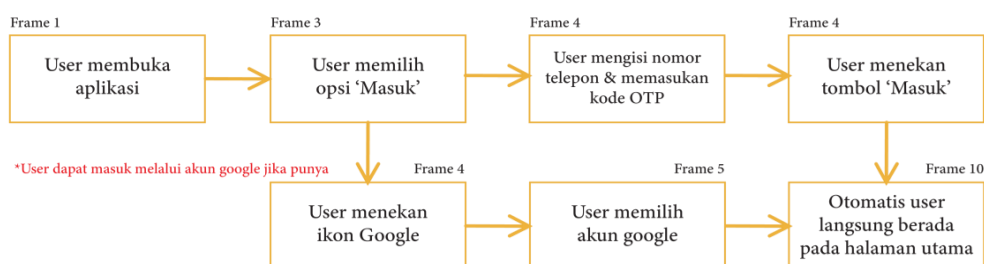 Frame 1
Frame 3
Frame 4
Frame 4
User membuka
aplikasi
User memilih
opsi ‘Masuk’
User mengisi nomor
telepon & memasukan
kode OTP
User menekan
tombol ‘Masuk’
*User dapat masuk melalui akun google jika punya
Frame 4
Frame 5
Frame 10
User menekan
ikon Google
User memilih
akun google
Otomatis user
langsung berada
pada halaman utama